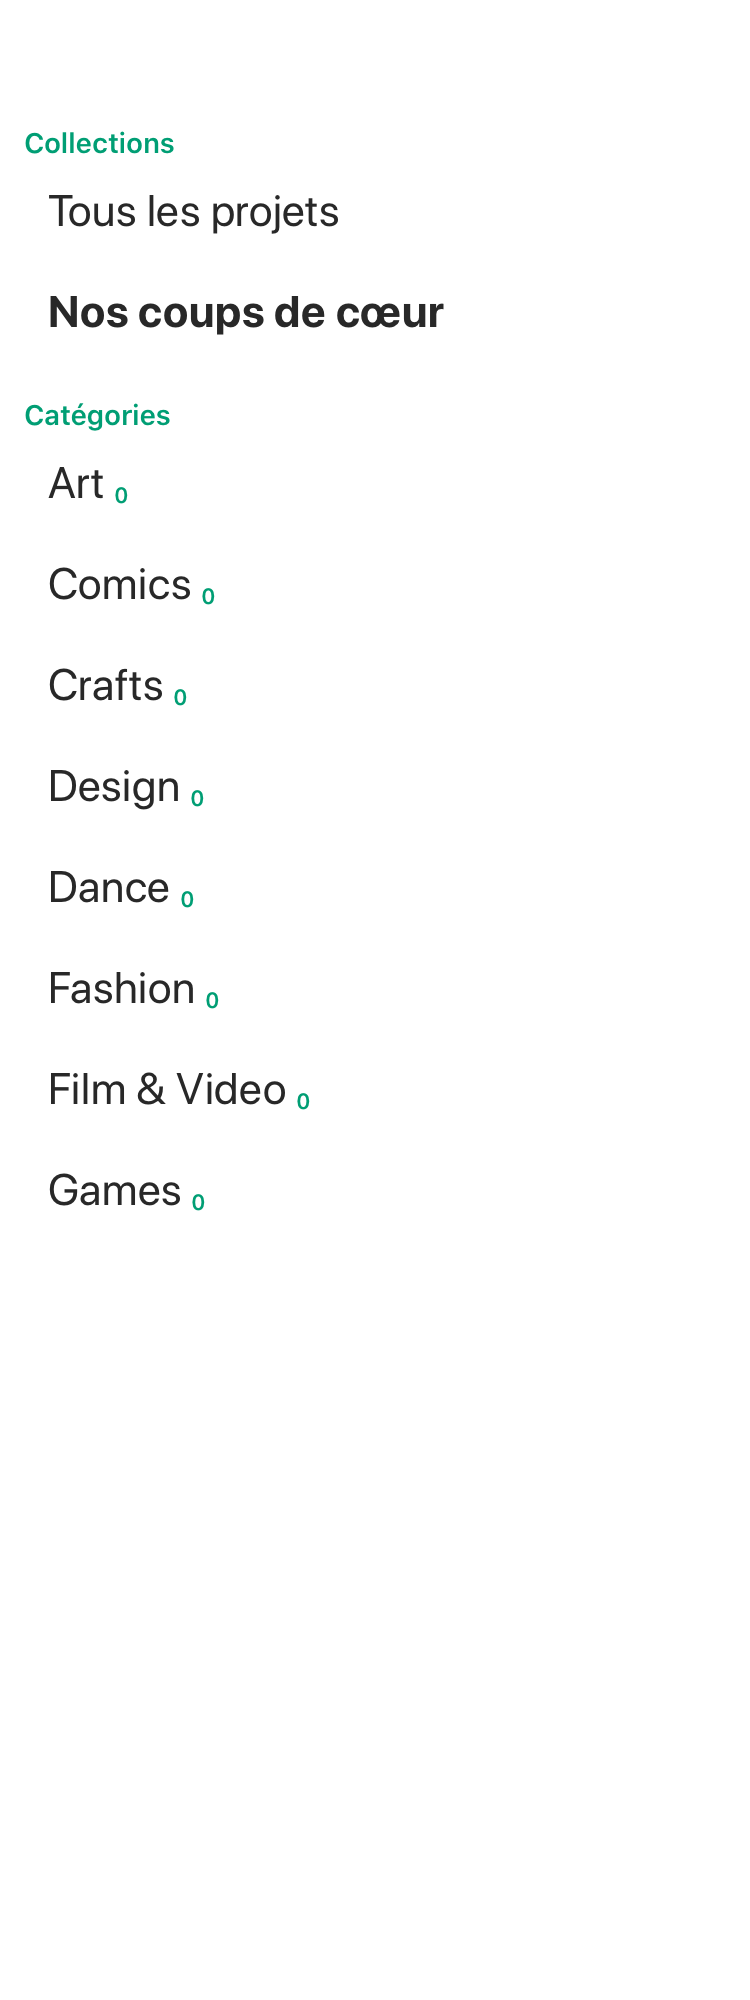 Collections
Tous les projets
Nos coups de cœur
Catégories
Art 0
Comics 0
Crafts 0
Design 0
Dance 0
Fashion 0
Film & Video 0
Games 0